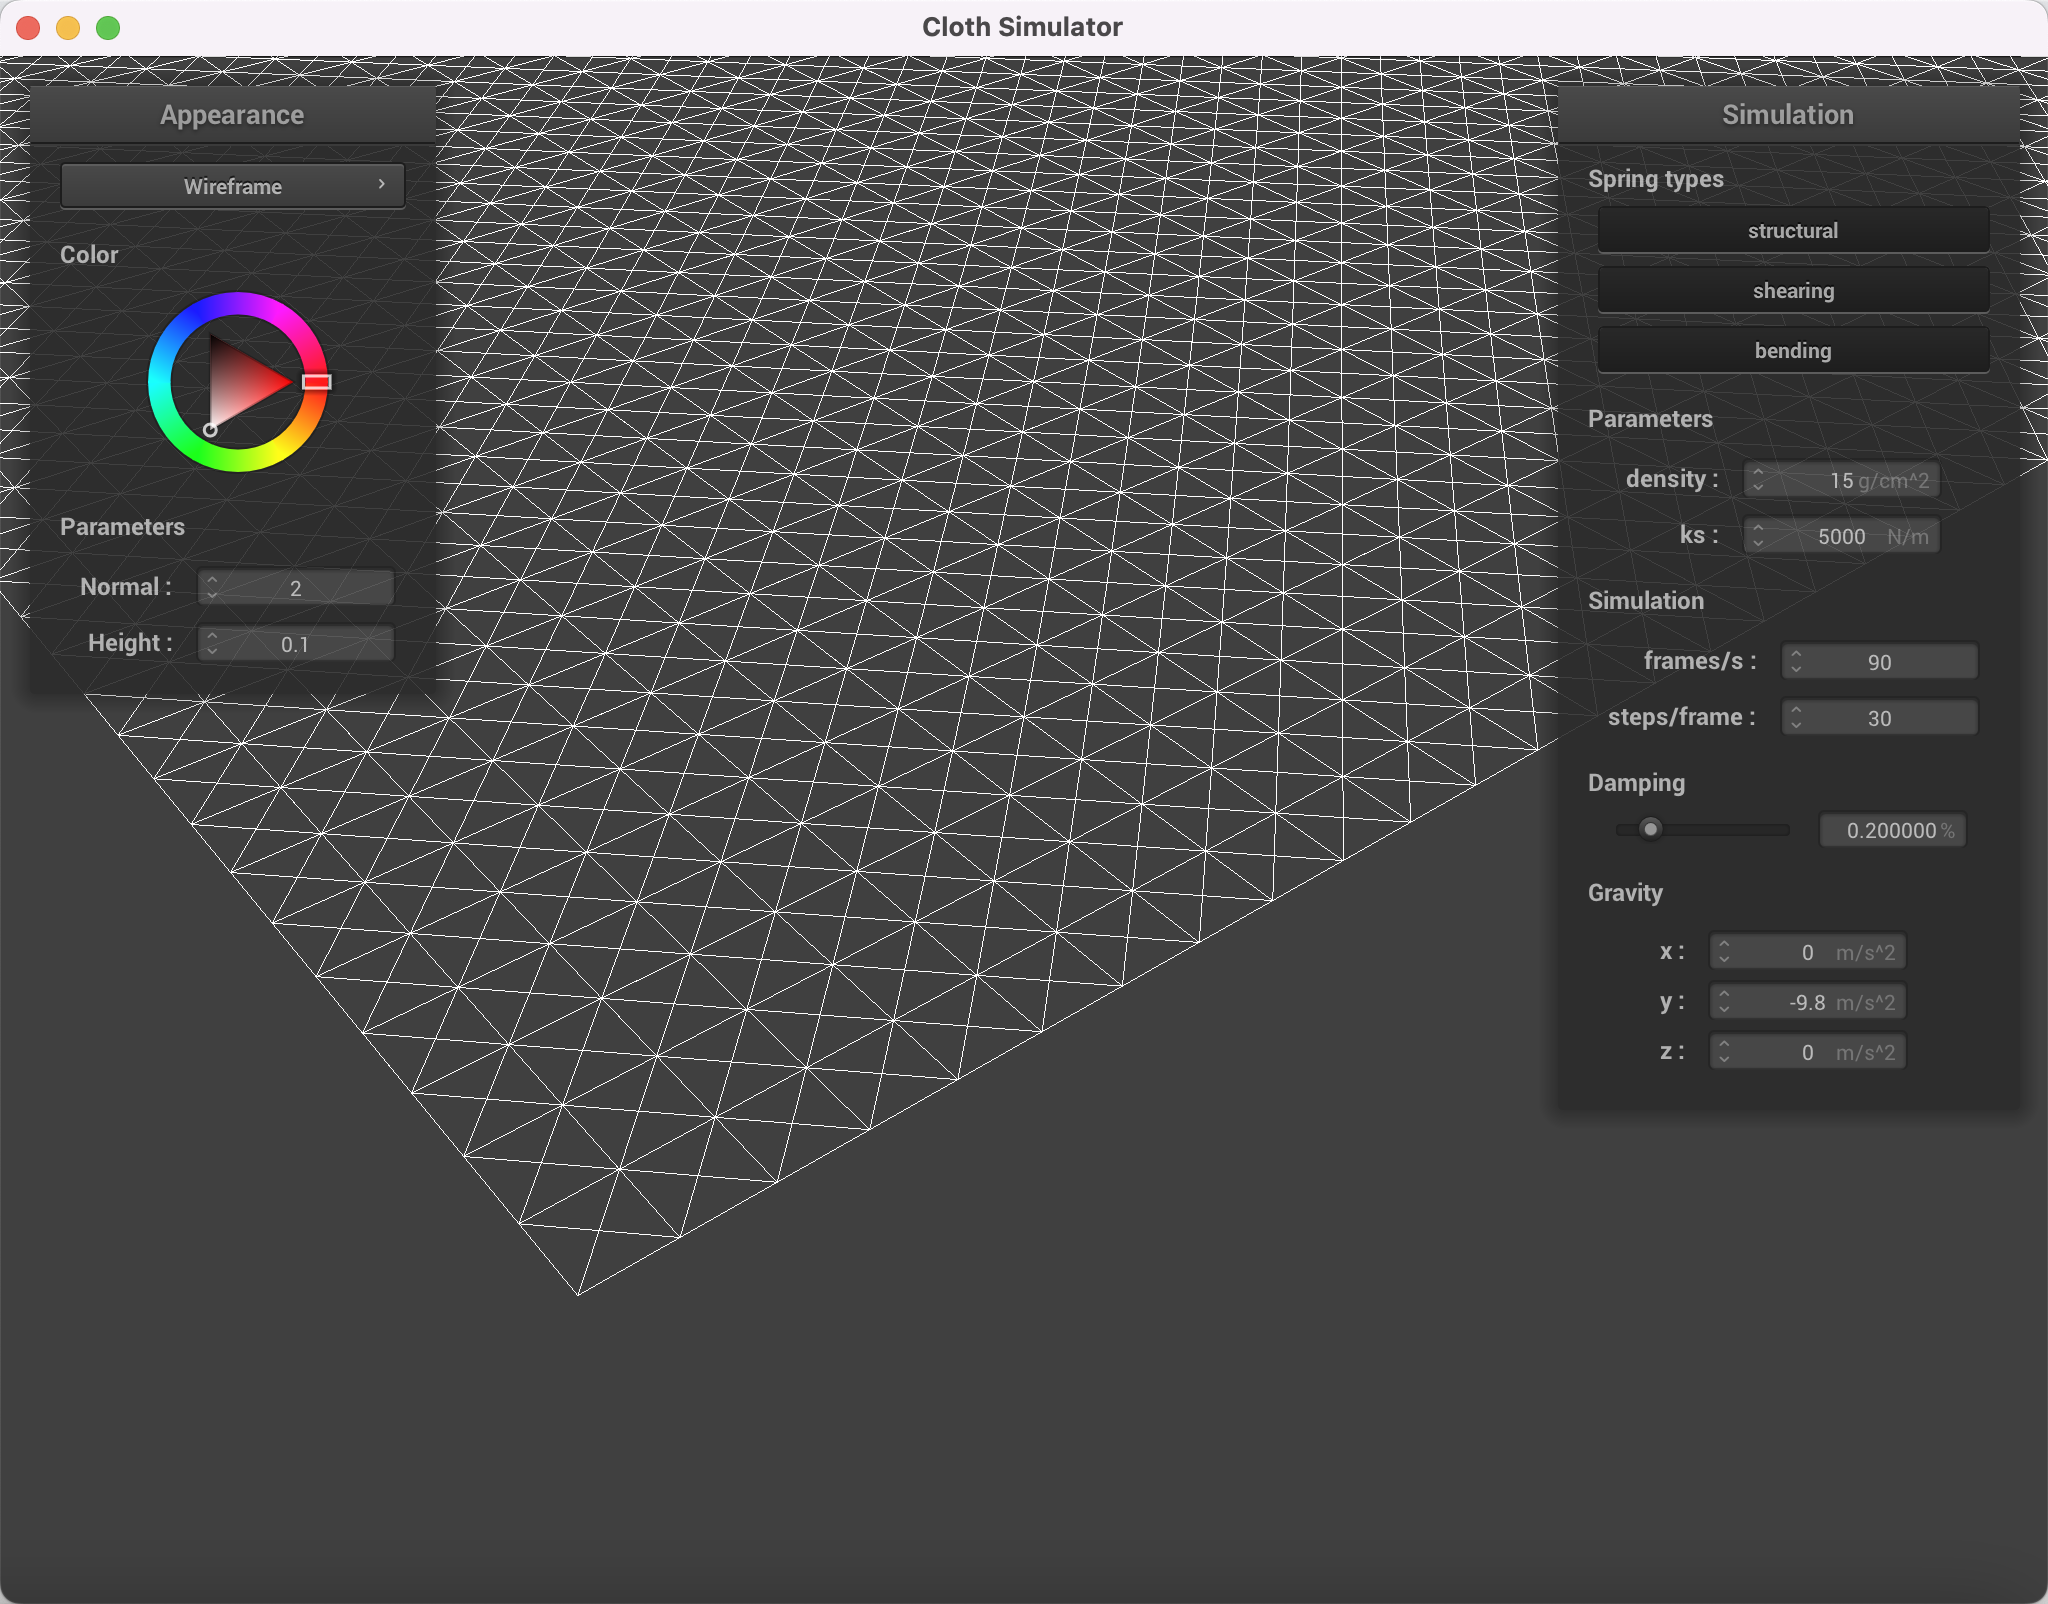 Cloth Simulator
Appearance
Wireframe
Color
Parameters
Normal : 2
Height : 0.1
Simulation
Spring types
structural
shearing
bending
Parameters
density : 15 g/cm^2
ks : 5000 N/m
Simulation
frames/s : 90
steps/frame : 30
Damping
0.200000 %
Gravity
x : 0 m/s^2
y : -9.8 m/s^2
z : 0 m/s^2